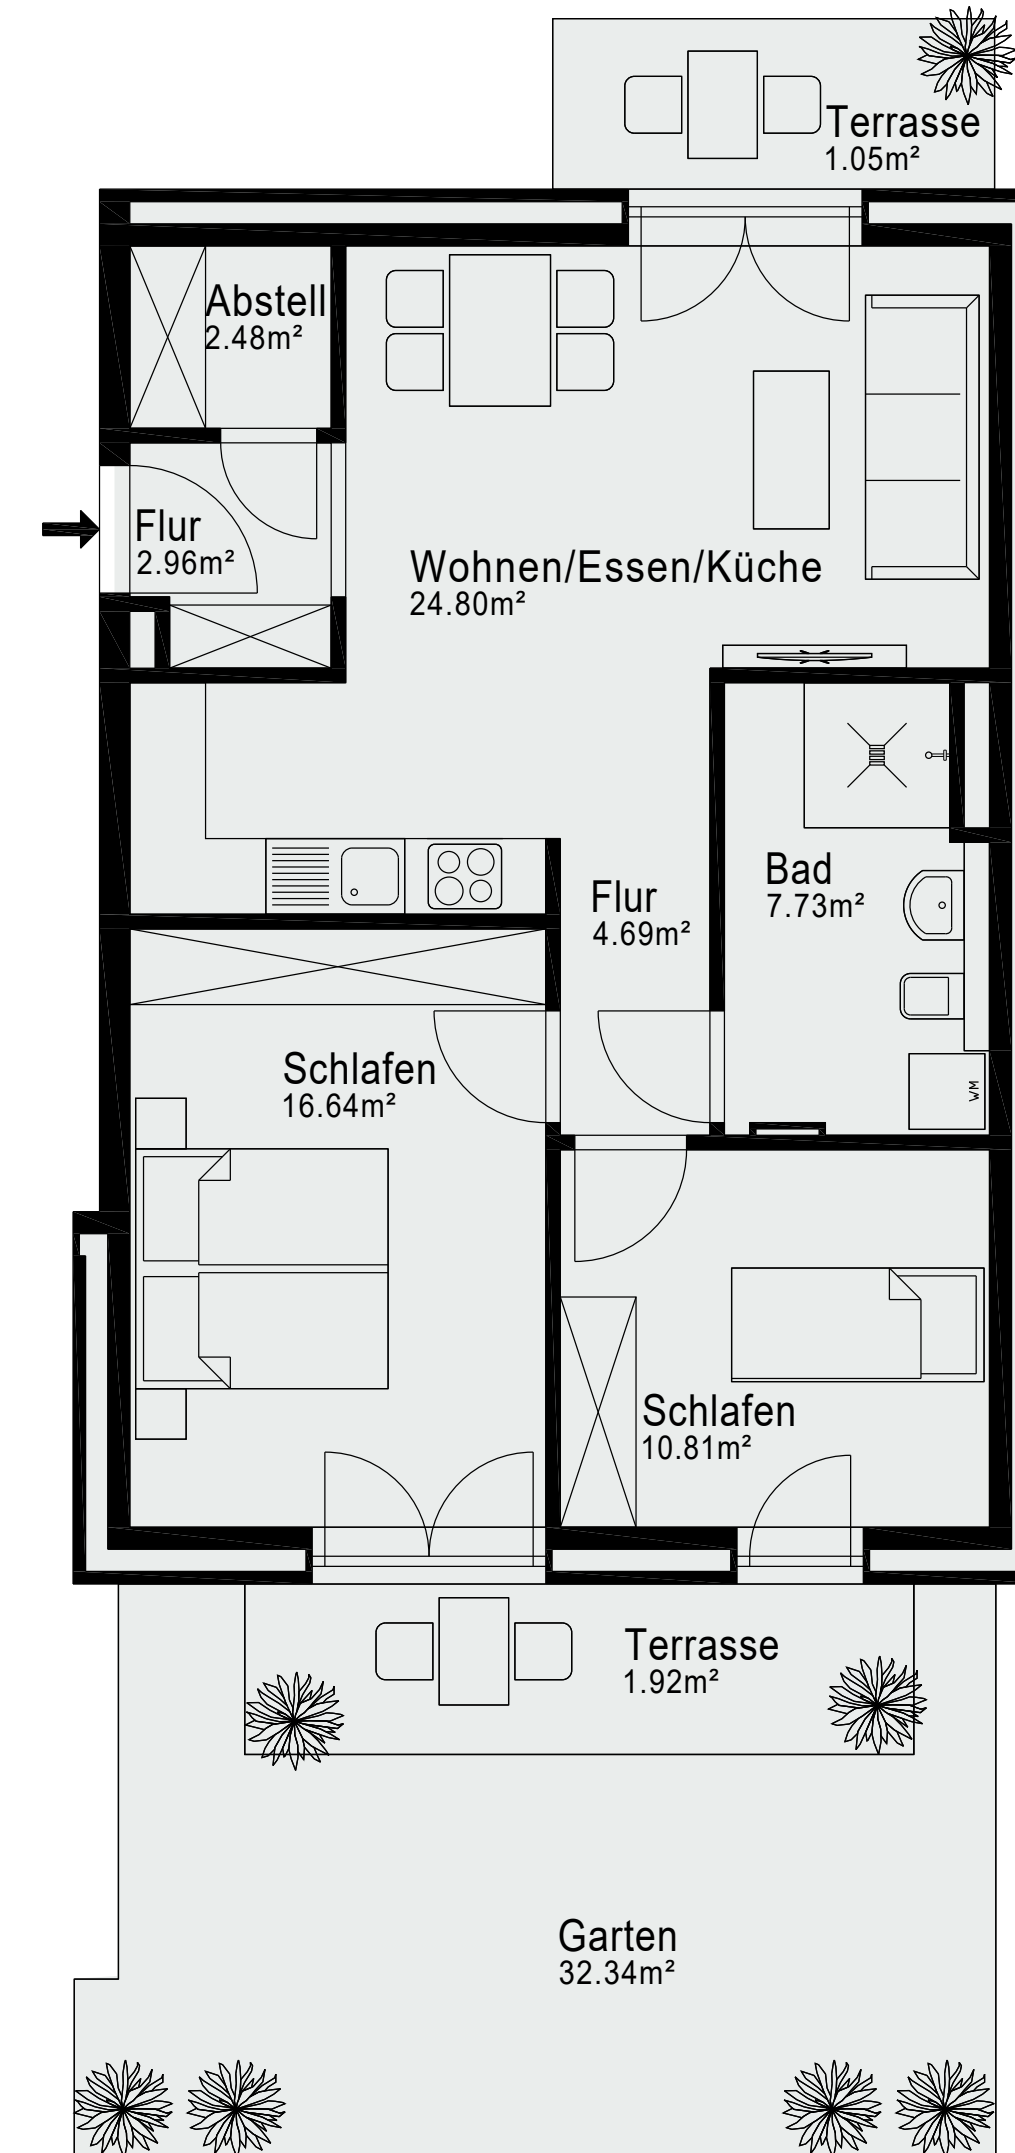 Terrasse
1.05m²
Abstell
2.48m²
Flur
2.96m²
Wohnen/Essen/Küche
24.80m²
Bad
7.73m²
Flur
4.69m²
Schlafen
16.64m²
WM
Schlafen
10.81m²
Terrasse
1.92m²
Garten
32.34m²